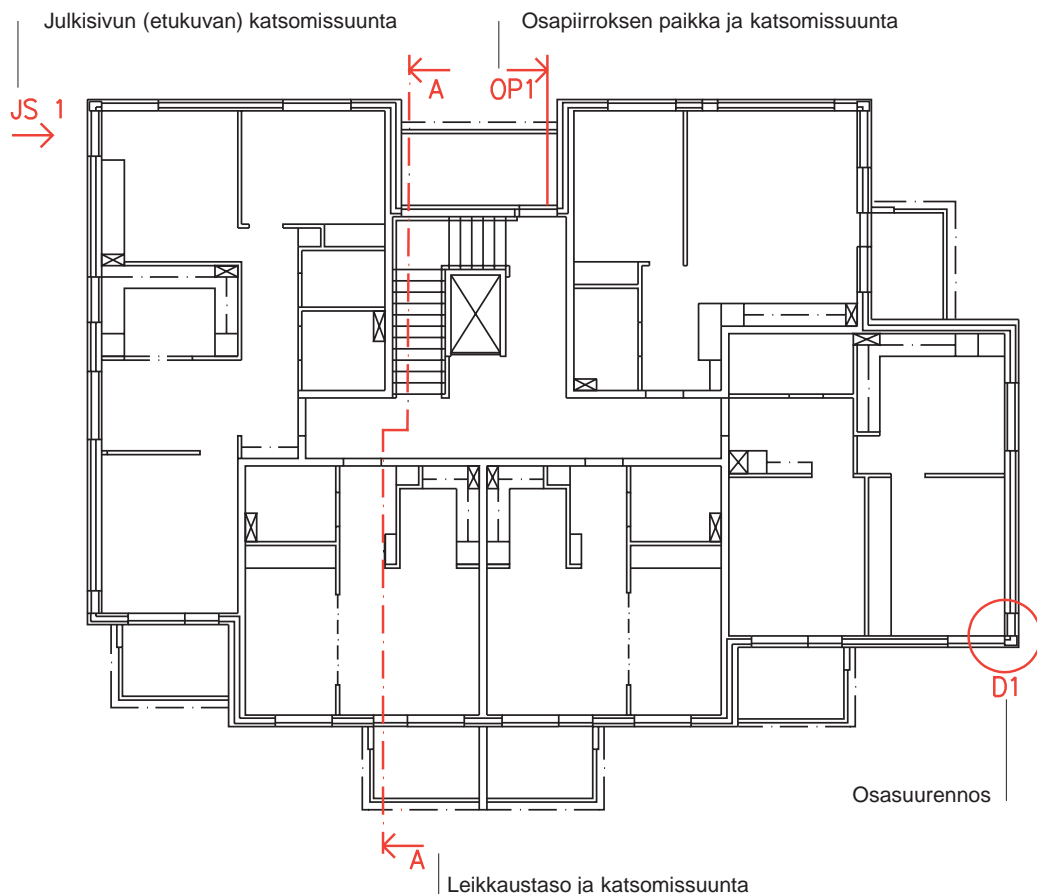 Julkisivun (etukuvan) katsomissuunta
Osapiirroksen paikka ja katsomissuunta
JS 1
A
OP1
D1
Osasuurennos
A
Leikkaustaso ja katsomissuunta